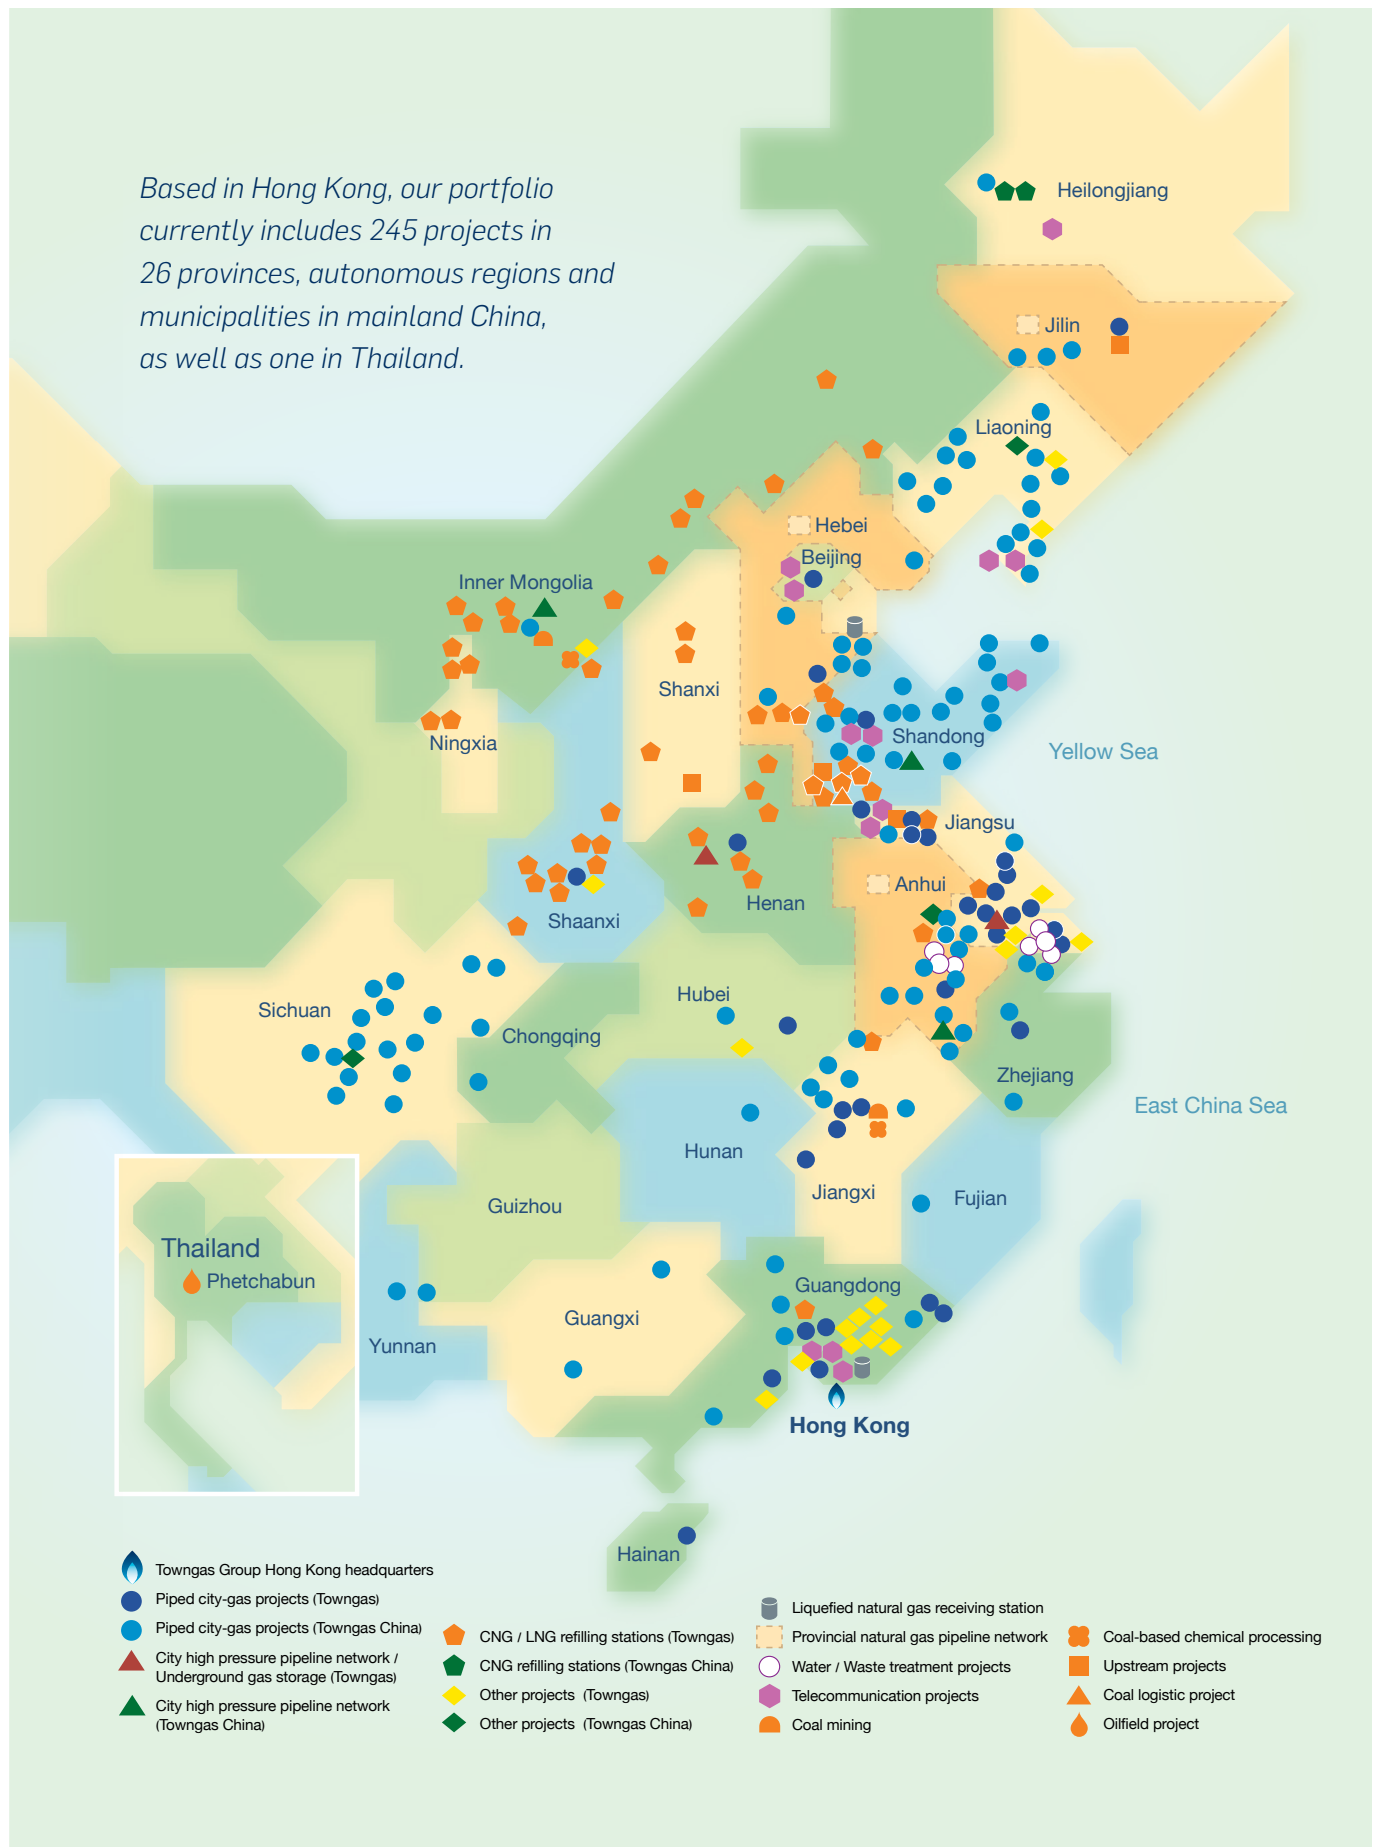 Based in Hong Kong, our portfolio
currently includes 245 projects in
26 provinces, autonomous regions and
municipalities in mainland China,
as well as one in Thailand.
Heilongjiang
Jilin
Liaoning
Hebei
Beijing
Inner Mongolia
Shanxi
Shandong
Ningxia
Yellow Sea
Jiangsu
Anhui
Henan
Shaanxi
Hubei
Sichuan
Chongqing
Zhejiang
East China Sea
Hunan
Jiangxi
Fujian
Guizhou
Thailand
Phetchabun
Guangdong
Guangxi
Yunnan
Hong Kong
Hainan
Towngas Group Hong Kong headquarters
Piped city-gas projects (Towngas)
Piped city-gas projects (Towngas China)
City high pressure pipeline network /
Underground gas storage (Towngas)
City high pressure pipeline network
(Towngas China)
CNG / LNG refilling stations (Towngas)
CNG refilling stations (Towngas China)
Other projects (Towngas)
Other projects (Towngas China)
Liquefied natural gas receiving station
Provincial natural gas pipeline network
Water / Waste treatment projects
Telecommunication projects
Coal mining
Coal-based chemical processing
Upstream projects
Coal logistic project
Oilfield project